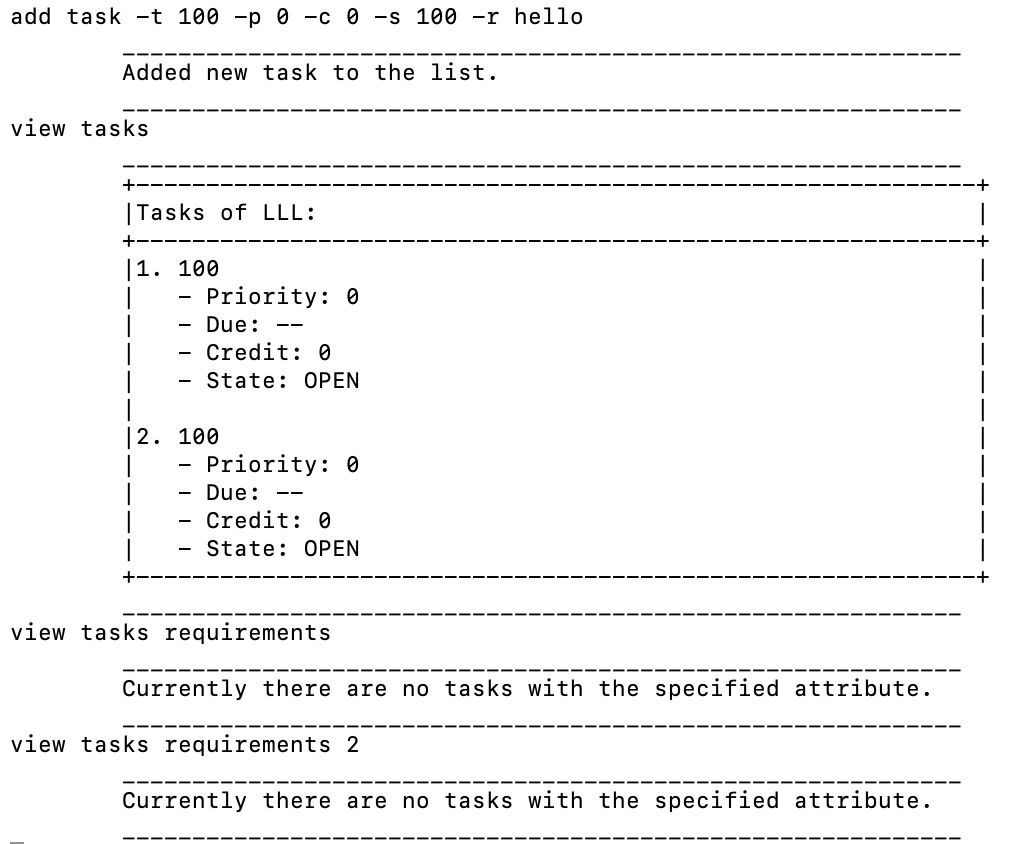 add task -t 100 -p 0 -c 0 -s 100 -r hello
____________________________________________________________
Added new task to the list.
____________________________________________________________
view tasks
____________________________________________________________
+------------------------------------------------------------+
|Tasks of LLL:                                               |
+------------------------------------------------------------+
|1. 100                                                      |
|   - Priority: 0                                            |
|   - Due: --                                                |
|   - Credit: 0                                              |
|   - State: OPEN                                            |
|                                                            |
|2. 100                                                      |
|   - Priority: 0                                            |
|   - Due: --                                                |
|   - Credit: 0                                              |
|   - State: OPEN                                            |
+------------------------------------------------------------+
____________________________________________________________
view tasks requirements
____________________________________________________________
Currently there are no tasks with the specified attribute.
____________________________________________________________
view tasks requirements 2
____________________________________________________________
Currently there are no tasks with the specified attribute.
____________________________________________________________